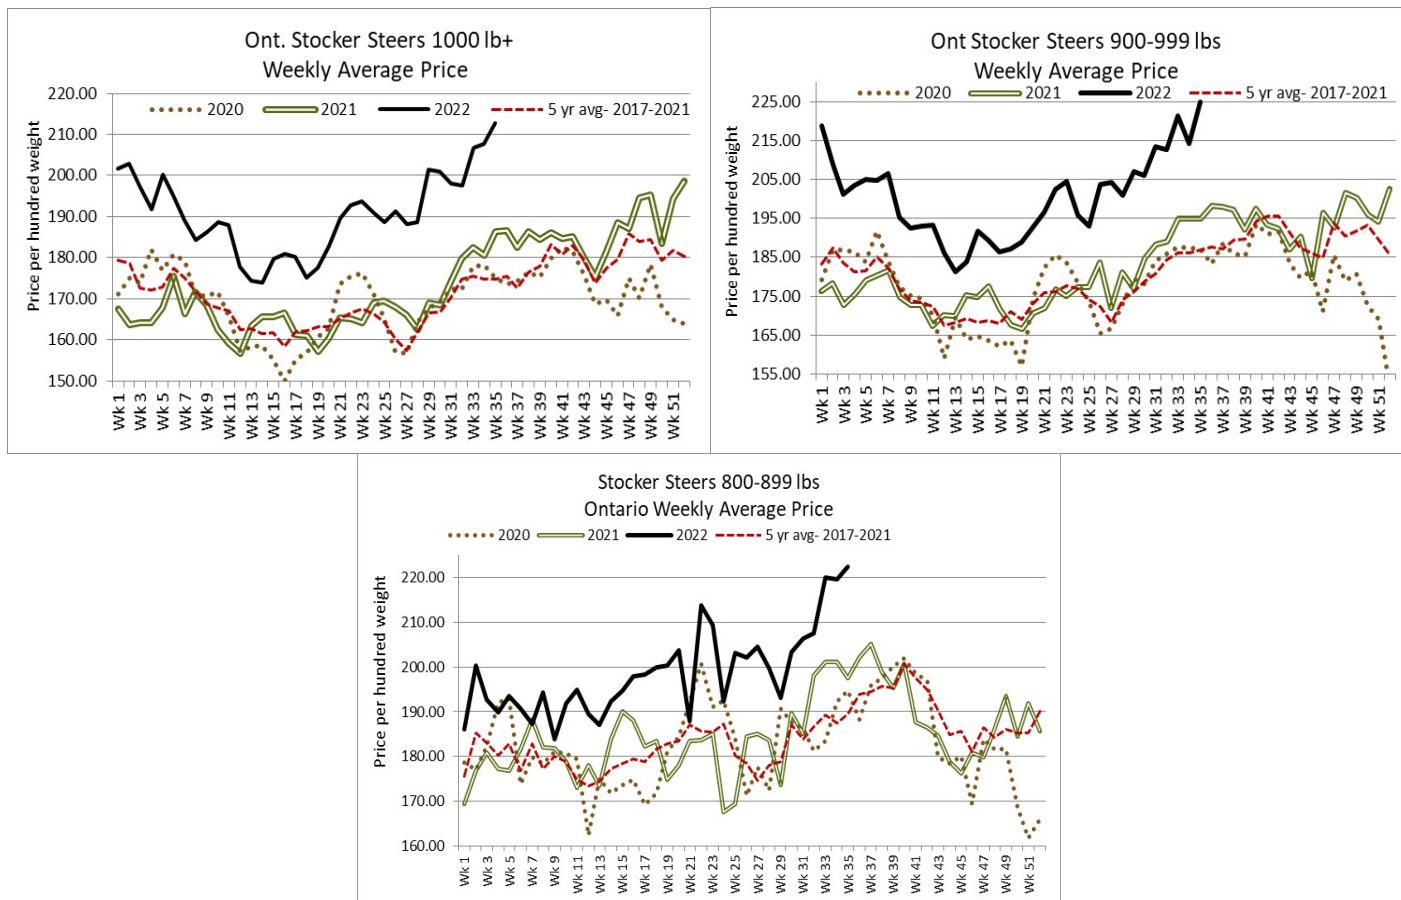 Ont. Stocker Steers 1000 lb+
Weekly Average Price
2020 2021 2022 5 yr avg- 2017-2021
Price per hundred weight
220.00
210.00
200.00
190.00
180.00
170.00
160.00
150.00
Wk 1 Wk 3 Wk 5 Wk 7 Wk 9 Wk 11 Wk 13 Wk 15 Wk 17 Wk 19 Wk 21 Wk 23 Wk 25 Wk 27 Wk 29 Wk 31 Wk 33 Wk 35 Wk 37 Wk 39 Wk 41 Wk 43 Wk 45 Wk 47 Wk 49 Wk 51
Ont Stocker Steers 900-999 lbs
Weekly Average Price
2020 2021 2022 5 yr avg- 2017-2021
Price per hundred weight
225.00
215.00
205.00
195.00
185.00
175.00
165.00
155.00
Wk 1 Wk 3 Wk 5 Wk 7 Wk 9 Wk 11 Wk 13 Wk 15 Wk 17 Wk 19 Wk 21 Wk 23 Wk 25 Wk 27 Wk 29 Wk 31 Wk 33 Wk 35 Wk 37 Wk 39 Wk 41 Wk 43 Wk 45 Wk 47 Wk 49 Wk 51
Stocker Steers 800-899 lbs
Ontario Weekly Average Price
2020 2021 2022 5 yr avg- 2017-2021
Price per hundred weight
220.00
210.00
200.00
190.00
180.00
170.00
160.00
Wk 1 Wk 3 Wk 5 Wk 7 Wk 9 Wk 11 Wk 13 Wk 15 Wk 17 Wk 19 Wk 21 Wk 23 Wk 25 Wk 27 Wk 29 Wk 31 Wk 33 Wk 35 Wk 37 Wk 39 Wk 41 Wk 43 Wk 45 Wk 47 Wk 49 Wk 51